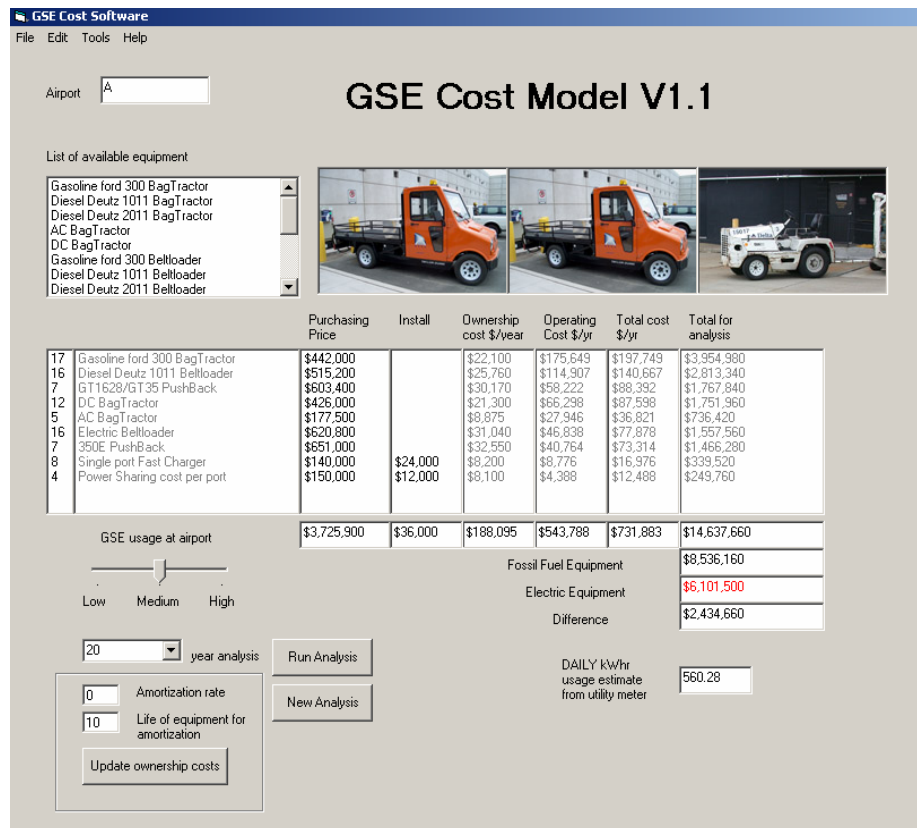 GSE Cost Software
File Edit Tools Help
Airport A
GSE Cost Model V1.1
List of available equipment
Gasoline ford 300 BagTractor
Diesel Deutz 1011 BagTractor
Diesel Deutz 2011 BagTractor
AC BagTractor
DC BagTractor
Gasoline ford 300 Beltloader
Diesel Deutz 1011 Beltloader
Diesel Deutz 2011 Beltloader
Purchasing Install Ownership Operating Total cost Total for
Price cost $/year Cost $/yr $/yr analysis
17 Gasoline ford 300 BagTractor $442,000 $22,100 $175,649 $197,749 $3,954,980
16 Diesel Deutz 1011 Beltloader $515,200 $25,760 $114,907 $140,667 $2,813,340
7 GT1628/GT35 PushBack $603,400 $30,170 $58,222 $88,392 $1,767,840
12 DC BagTractor $426,000 $21,300 $66,298 $87,598 $1,751,960
5 AC BagTractor $177,500 $8,875 $27,946 $36,821 $736,420
16 Electric Beltloader $620,800 $31,040 $46,838 $77,878 $1,557,560
7 350E PushBack $651,000 $32,550 $40,764 $73,314 $1,466,280
8 Single port Fast Charger $140,000 $24,000 $8,200 $8,776 $16,976 $339,520
4 Power Sharing cost per port $150,000 $12,000 $8,100 $4,388 $12,488 $249,760
$3,725,900 $36,000 $188,095 $543,788 $731,883 $14,637,660
GSE usage at airport
Low Medium High
Fossil Fuel Equipment $8,536,160
Electric Equipment $6,101,500
Difference $2,434,660
20 year analysis
Run Analysis
New Analysis
0 Amortization rate
10 Life of equipment for
amortization
Update ownership costs
DAILY kWhr
usage estimate
from utility meter
560.28